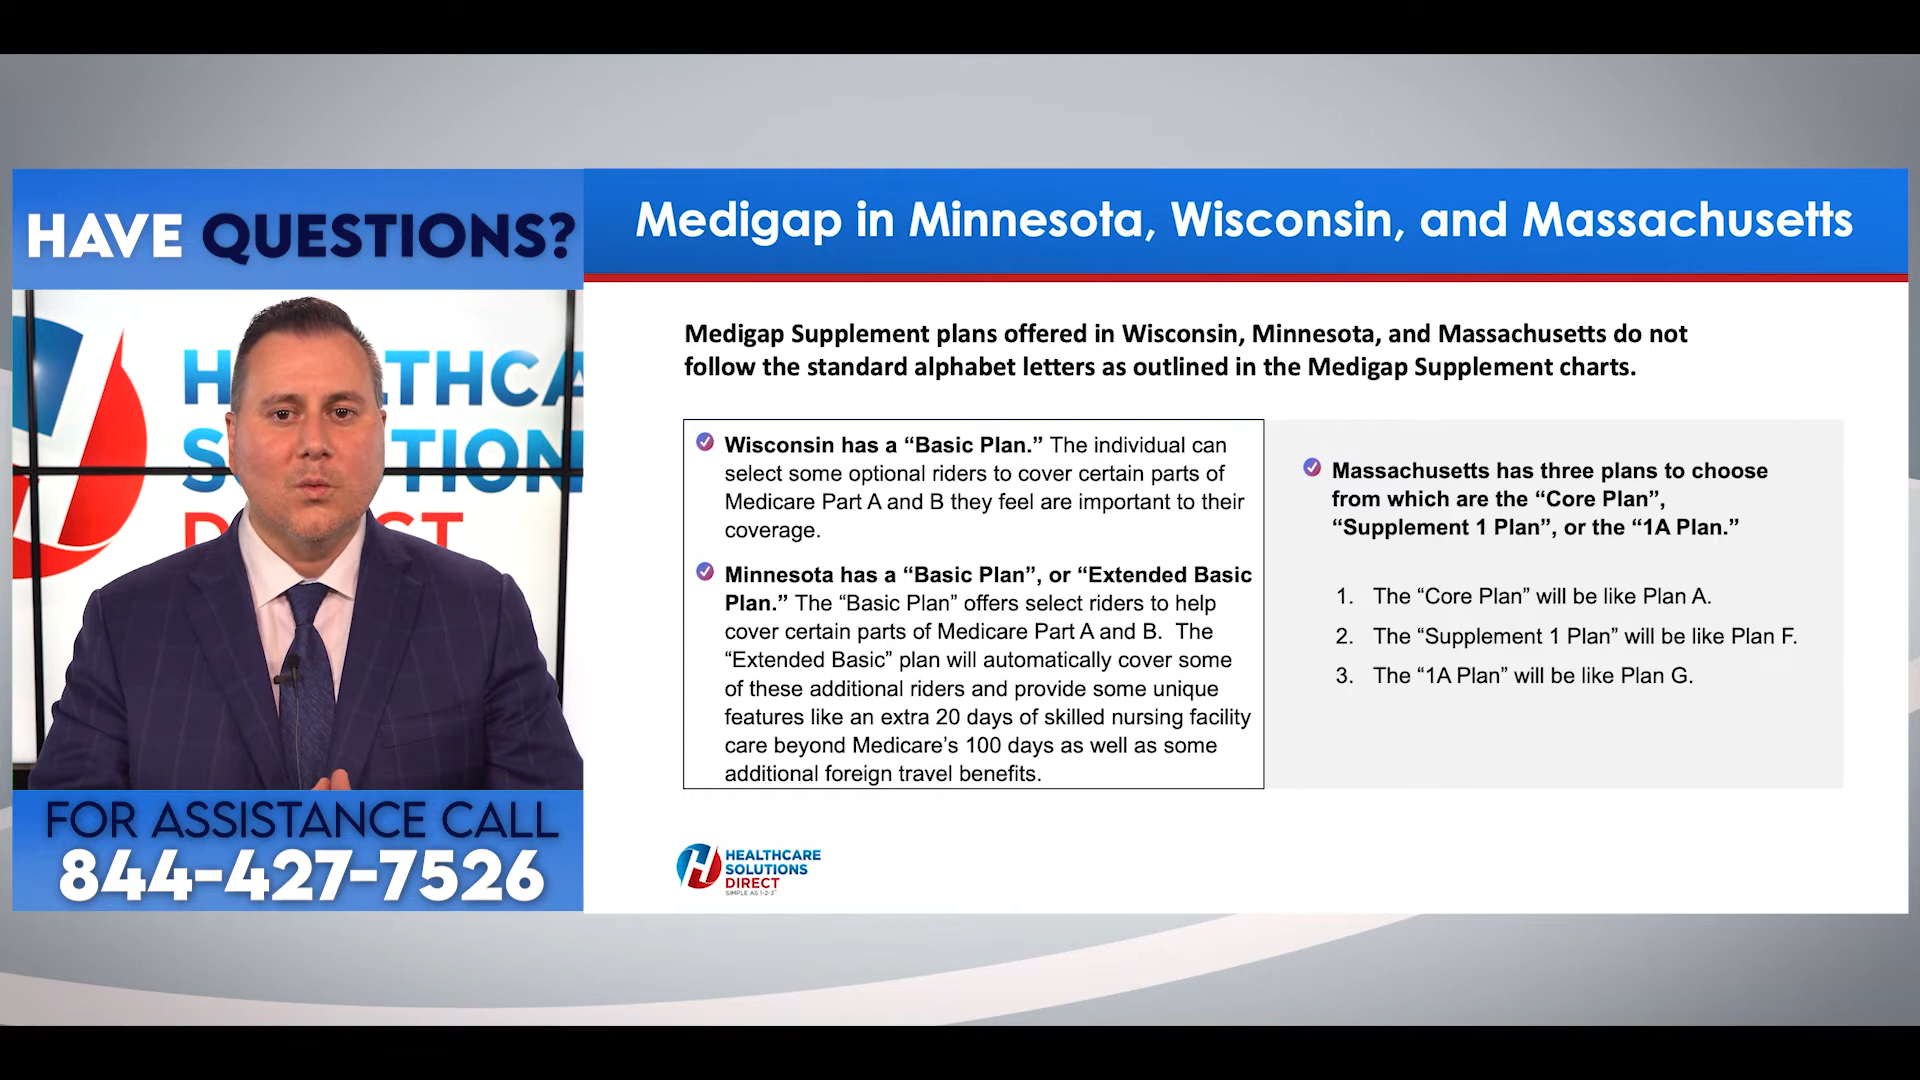 HAVE QUESTIONS?
FOR ASSISTANCE CALL
844-427-7526
Medigap in Minnesota, Wisconsin, and Massachusetts
Medigap Supplement plans offered in Wisconsin, Minnesota, and Massachusetts do not
follow the standard alphabet letters as outlined in the Medigap Supplement charts.
Wisconsin has a “Basic Plan.” The individual can
select some optional riders to cover certain parts of
Medicare Part A and B they feel are important to their
coverage.
Minnesota has a “Basic Plan”, or “Extended Basic
Plan.” The “Basic Plan” offers select riders to help
cover certain parts of Medicare Part A and B. The
“Extended Basic” plan will automatically cover some
of these additional riders and provide some unique
features like an extra 20 days of skilled nursing facility
care beyond Medicare’s 100 days as well as some
additional foreign travel benefits.
Massachusetts has three plans to choose
from which are the “Core Plan”,
“Supplement 1 Plan”, or the “1A Plan.”
1. The “Core Plan” will be like Plan A.
2. The “Supplement 1 Plan” will be like Plan F.
3. The “1A Plan” will be like Plan G.
HEALTHCARE
SOLUTIONS
DIRECT
SIMPLE AS 1-2-3